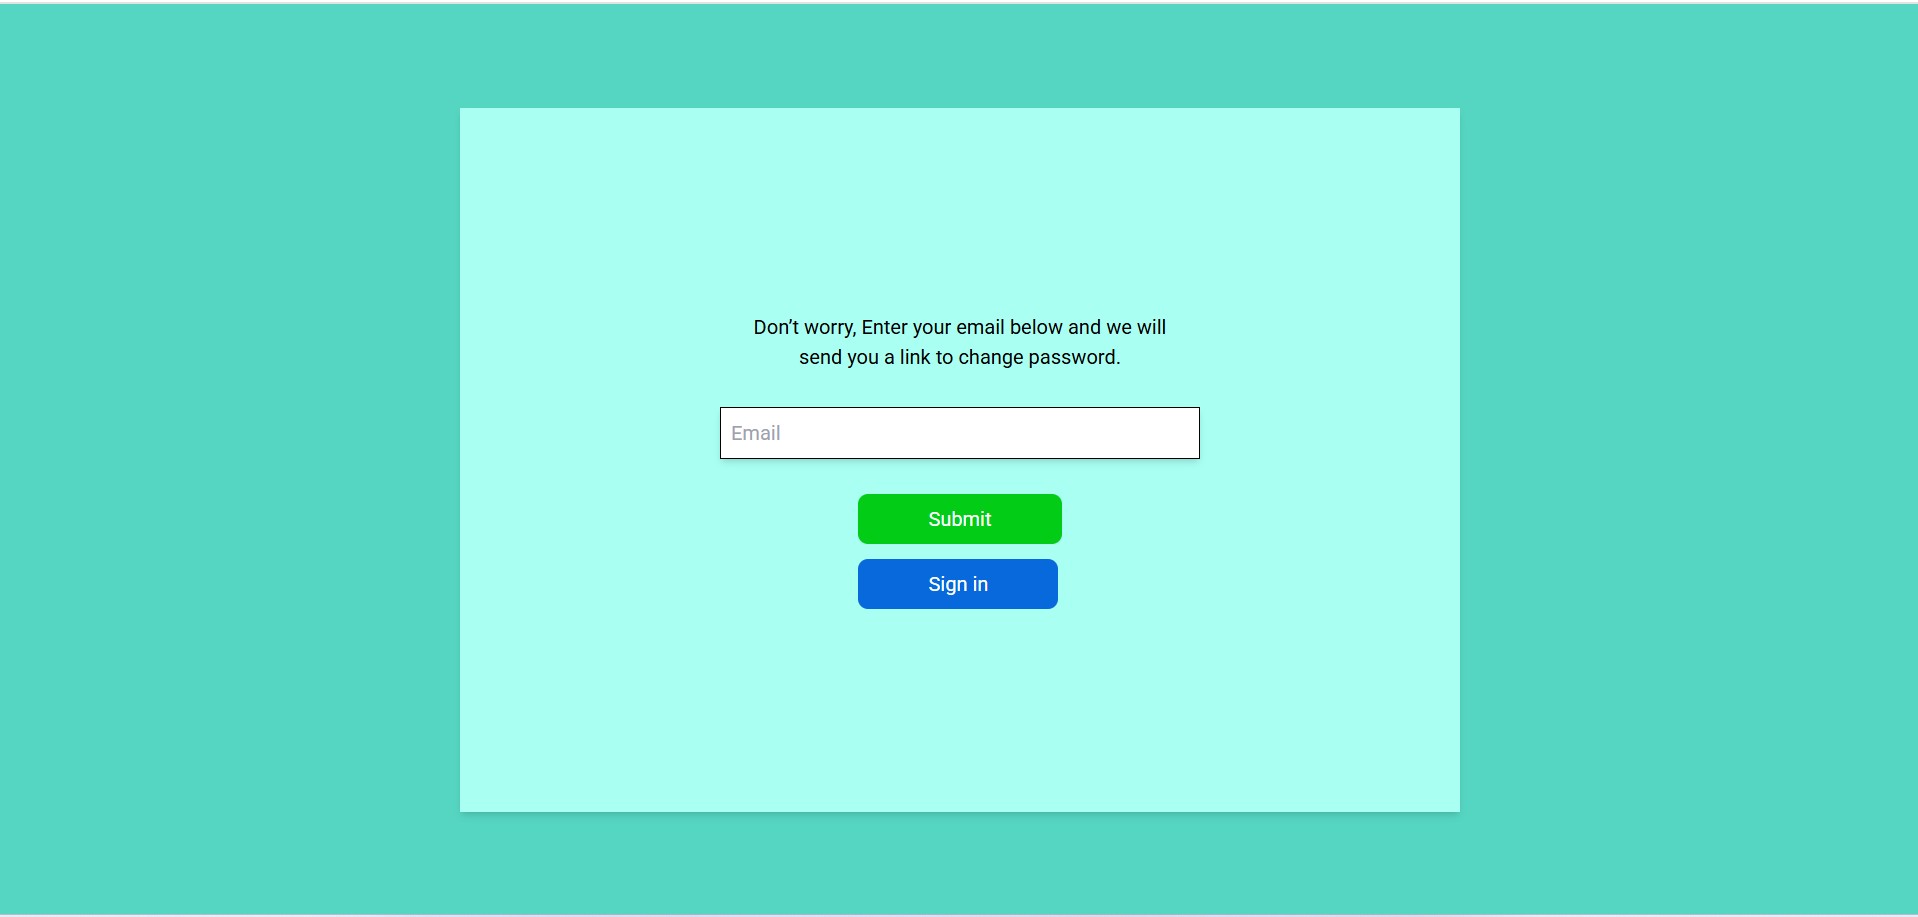 Don’t worry, Enter your email below and we will
send you a link to change password.
Email
Submit
Sign in